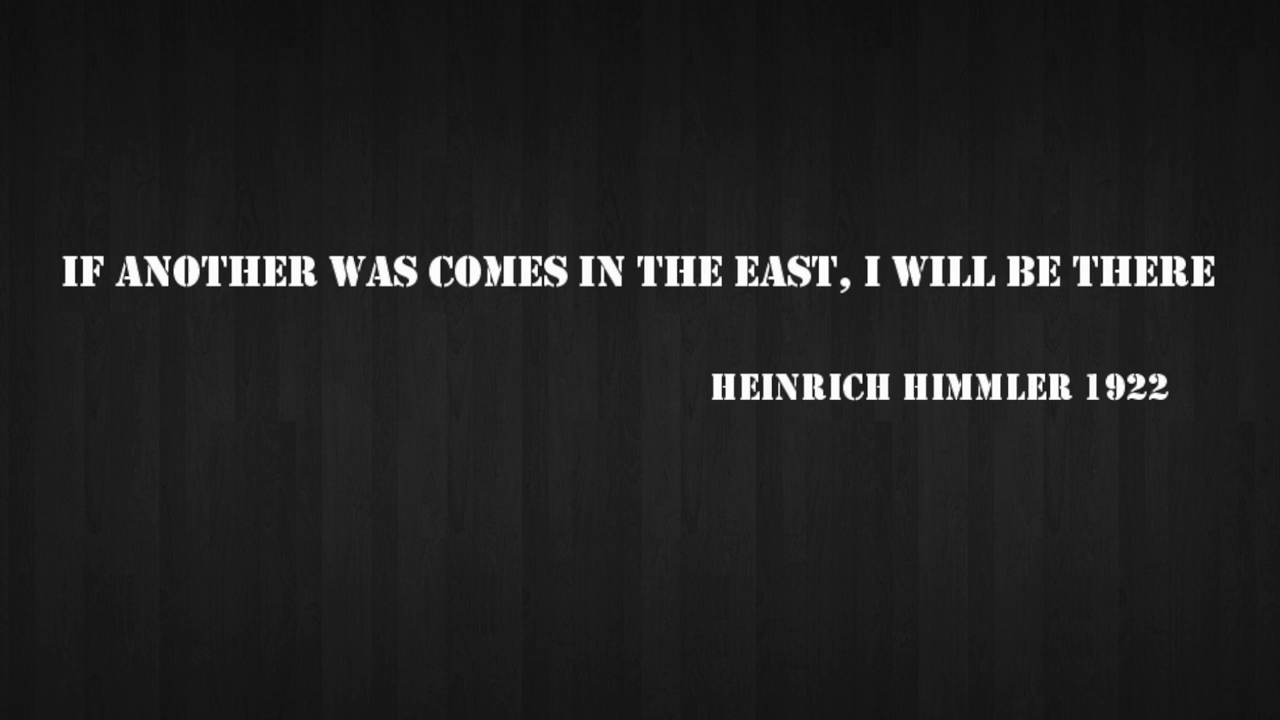 IF ANOTHER WAS COMES IN THE EAST, I WILL BE THERE
HEINRICH HIMMLER 1922